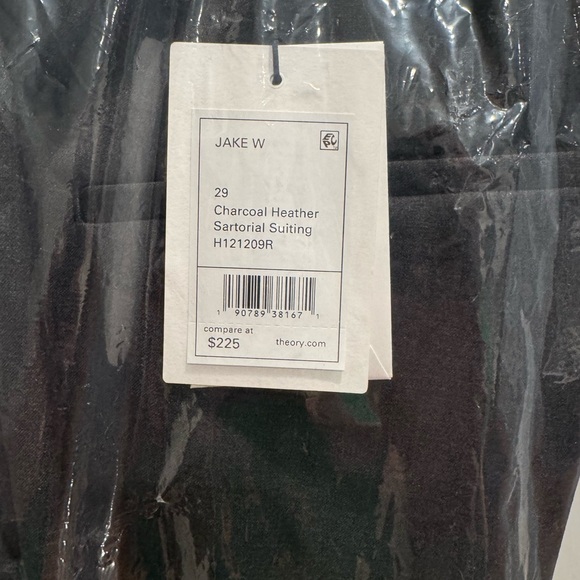 JAKE W
29
Charcoal Heather
Sartorial Suiting
H121209R
1 90789 38167 1
compare at
$225
theory.com